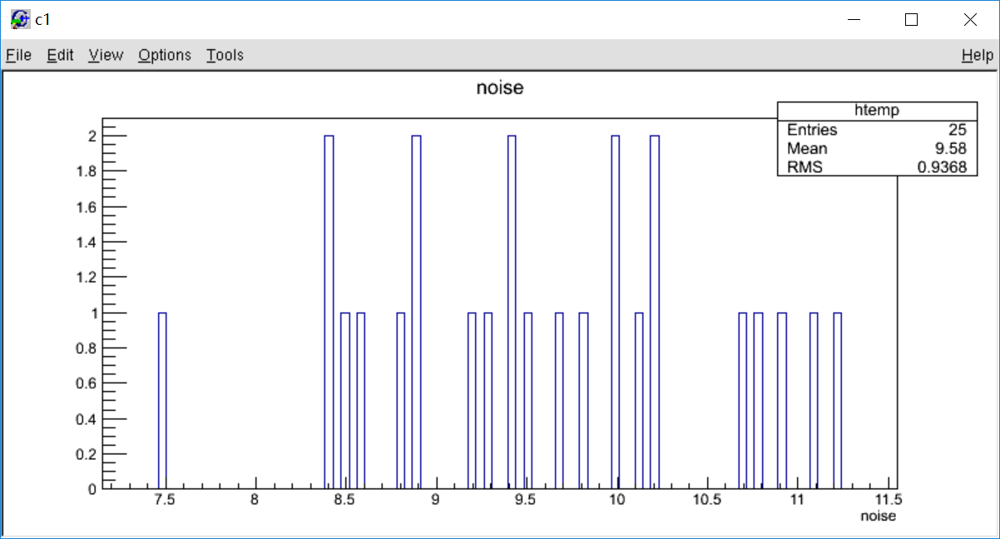 c1
File Edit View Options Tools Help
noise
htemp
Entries 25
Mean 9.58
RMS 0.9368
2
1.8
1.6
1.4
1.2
1
0.8
0.6
0.4
0.2
0
7.5 8 8.5 9 9.5 10 10.5 11 11.5
noise